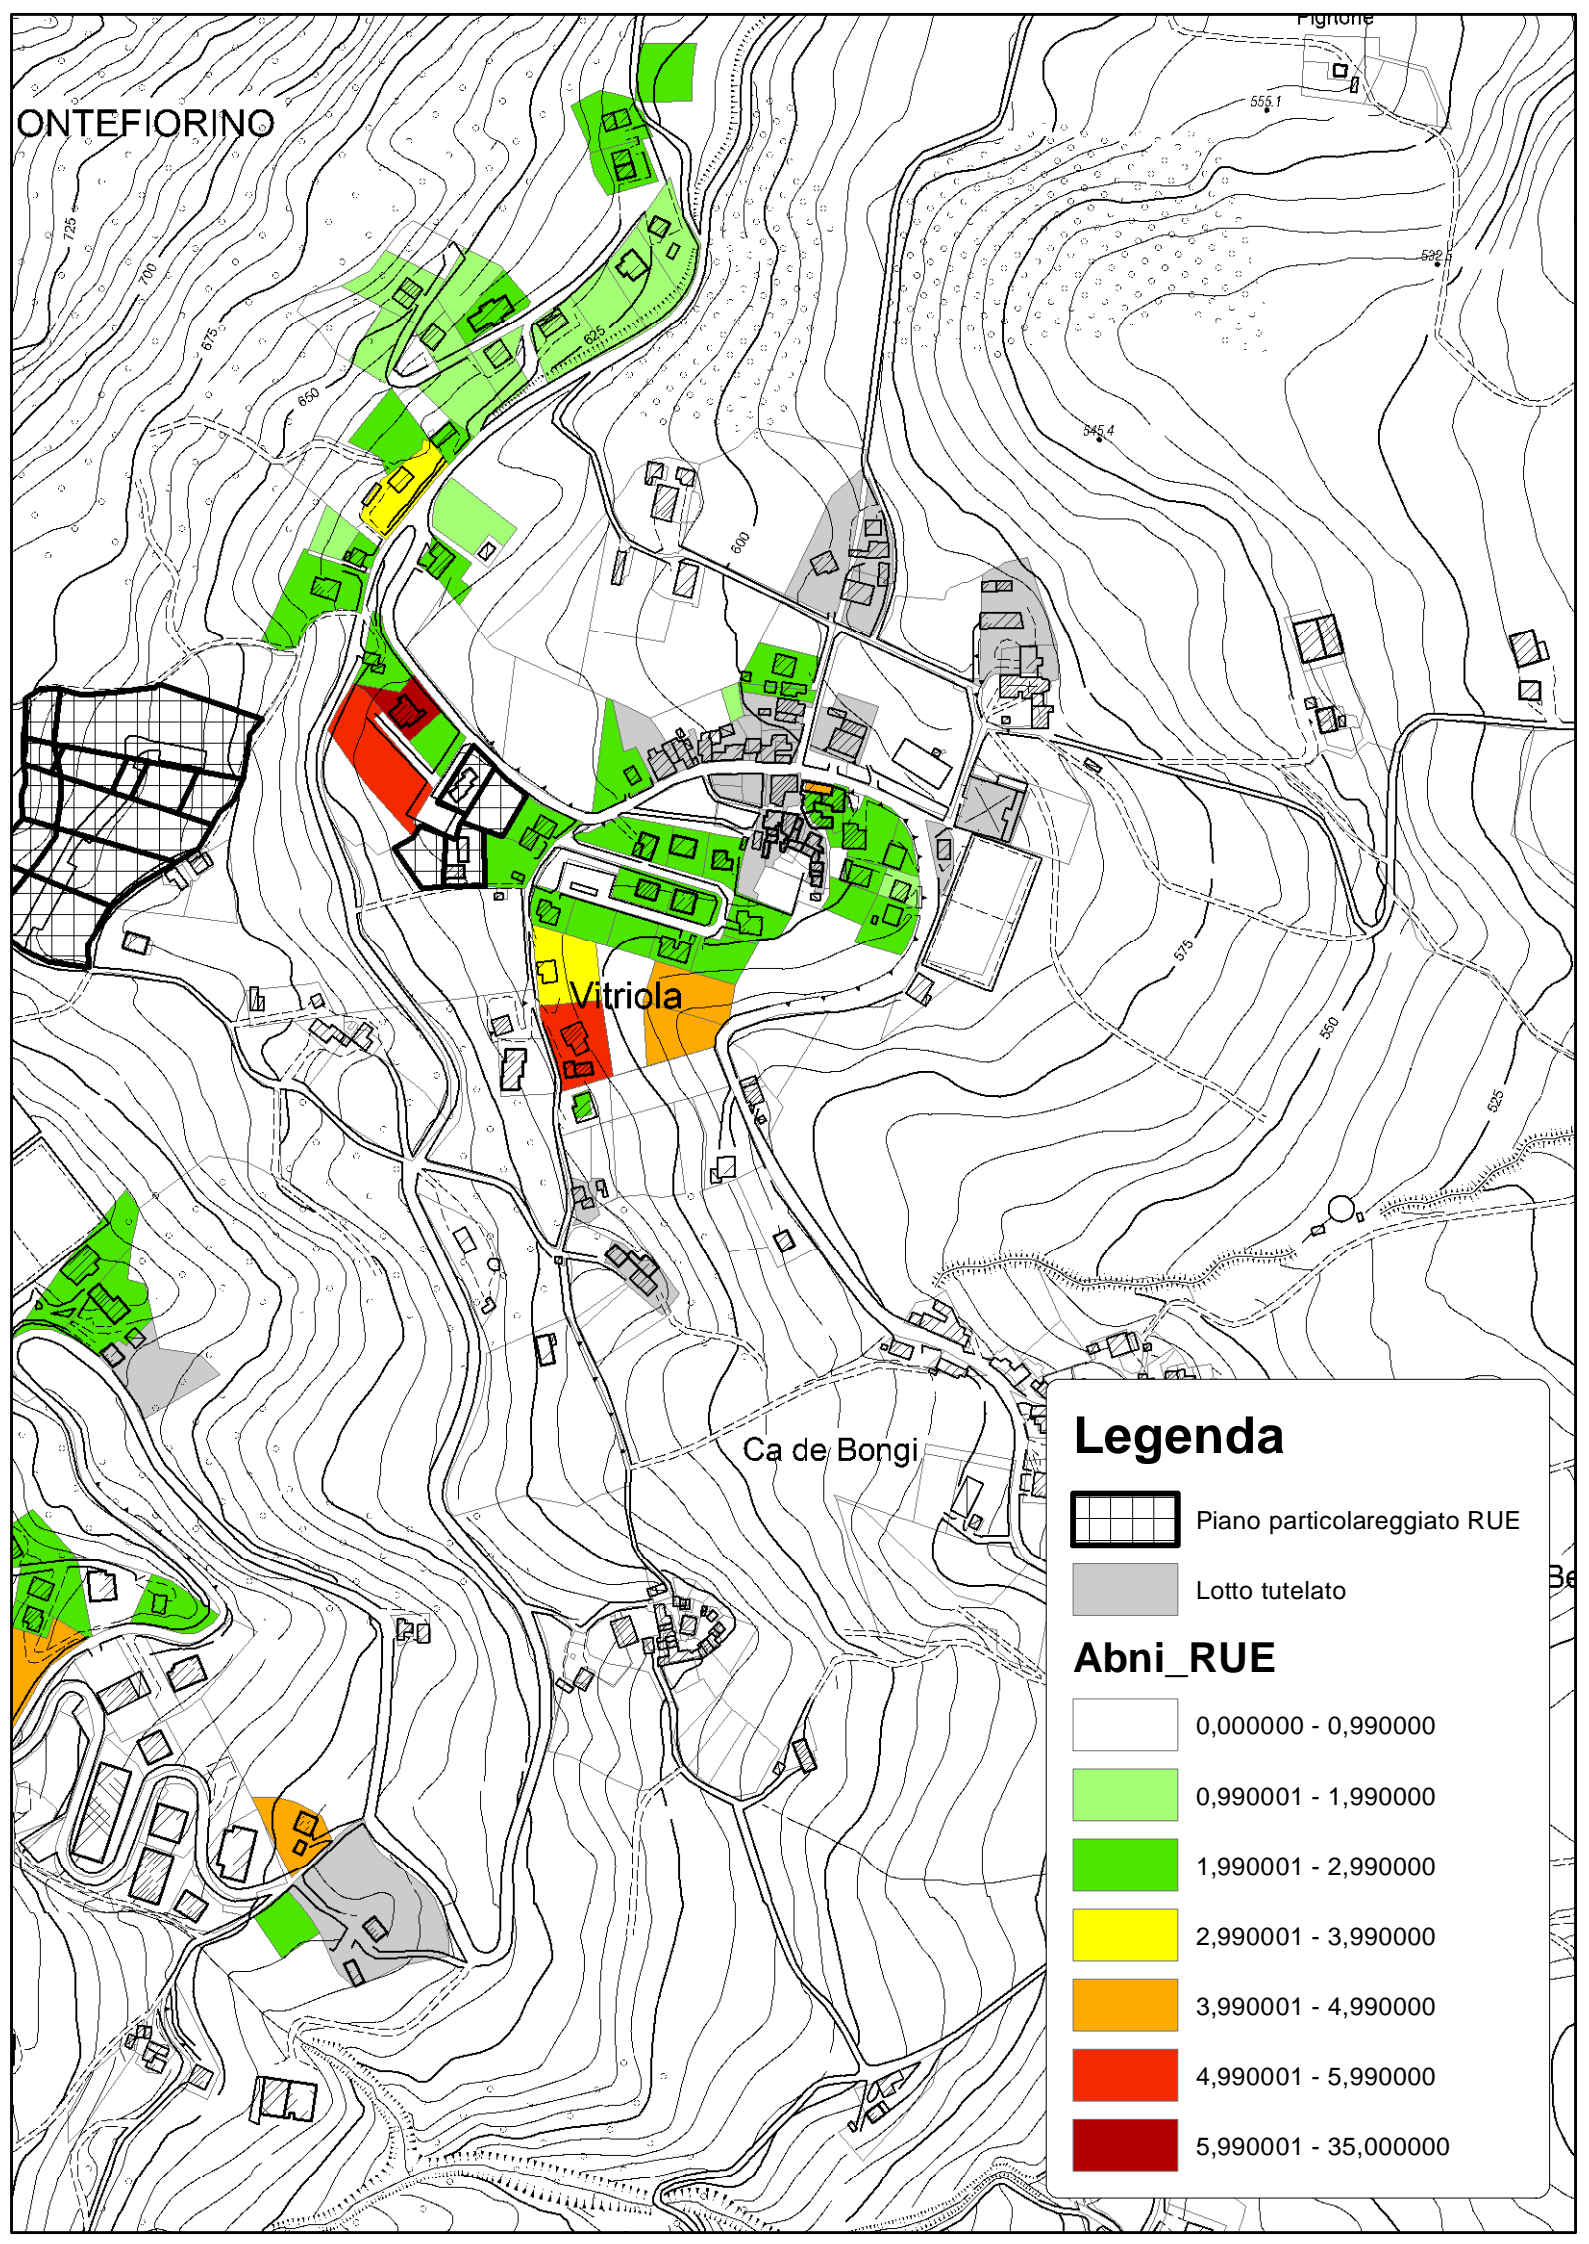 Pignone
555.1
ONTEFIORINO
725
532.5
700
675
625
650
545.4
600
575
Vitriola
550
525
Ca de Bongi
Legenda
Piano particolareggiato RUE
Be
Lotto tutelato
Abni_RUE
0,000000 - 0,990000
0,990001 - 1,990000
1,990001 - 2,990000
2,990001 - 3,990000
3,990001 - 4,990000
4,990001 - 5,990000
5,990001 - 35,000000